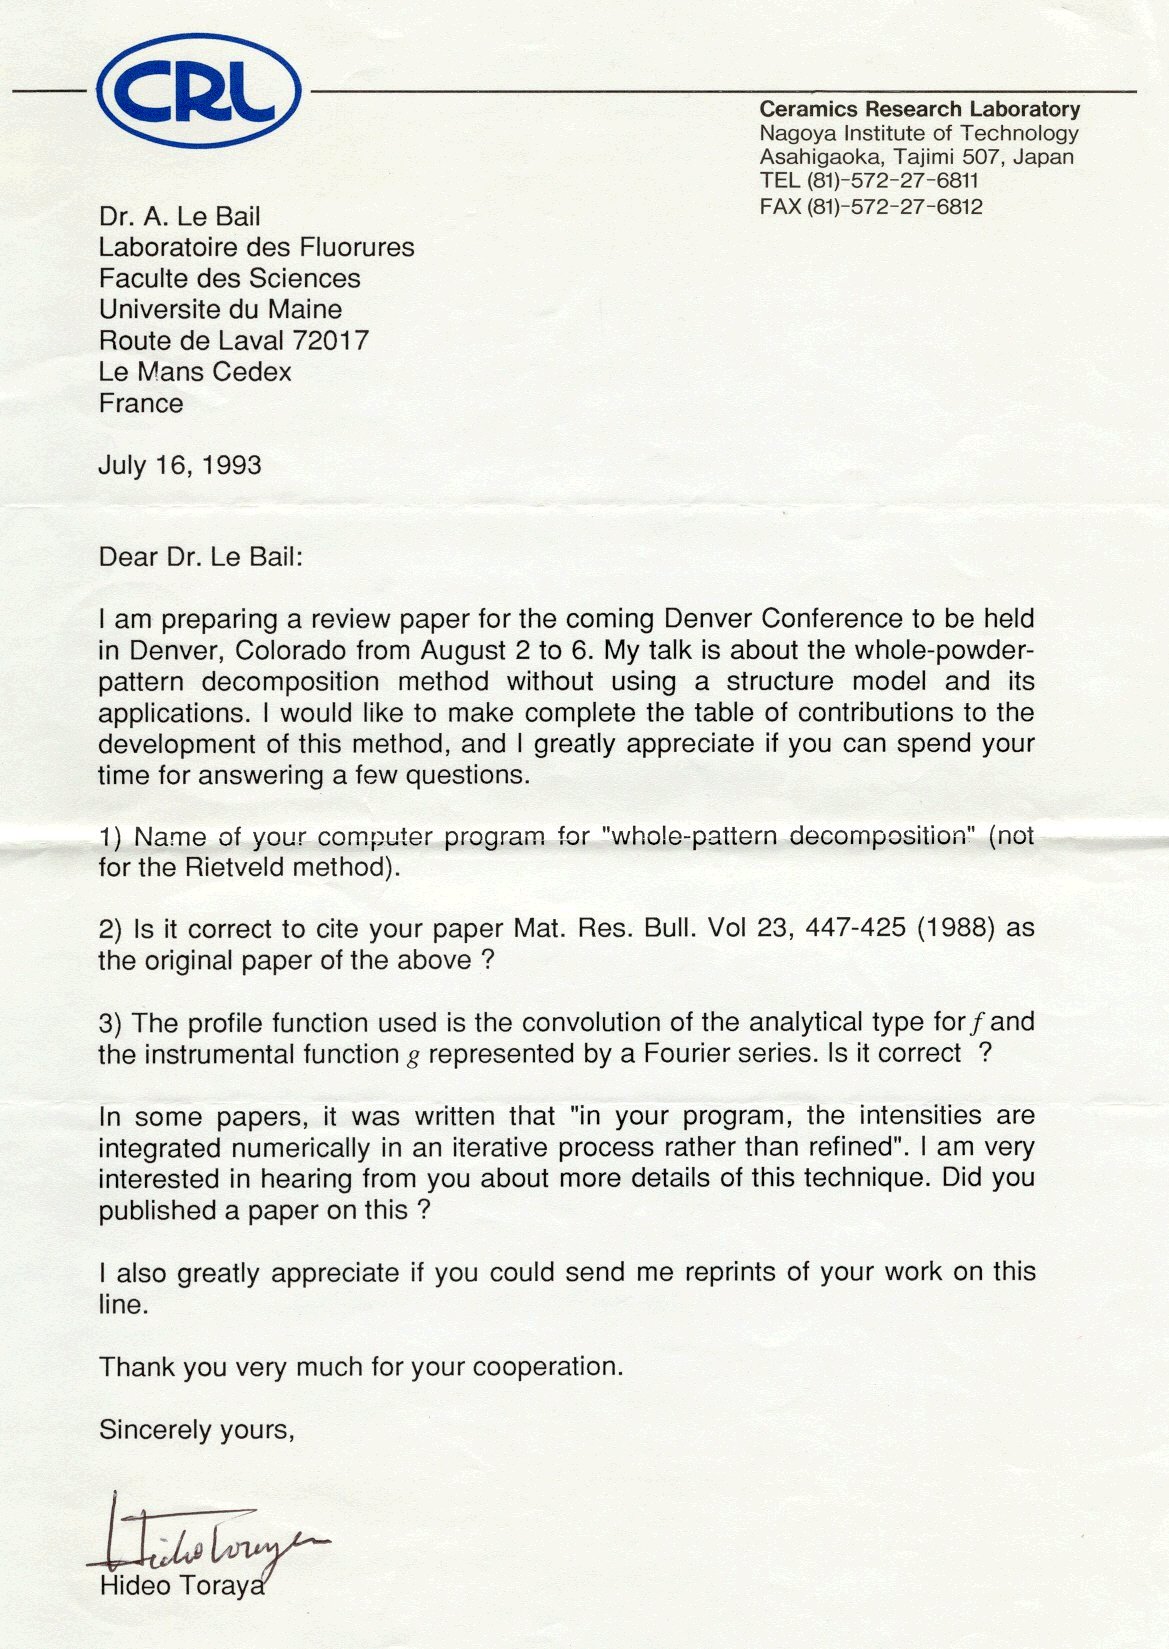 CRL
Ceramics Research Laboratory
Nagoya Institute of Technology
Asahigaoka, Tajimi 507, Japan
TEL (81)-572-27-6811
FAX (81)-572-27-6812
Dr. A. Le Bail
Laboratoire des Fluorures
Faculte des Sciences
Universite du Maine
Route de Laval 72017
Le Mans Cedex
France
July 16, 1993
Dear Dr. Le Bail:
I am preparing a review paper for the coming Denver Conference to be held
in Denver, Colorado from August 2 to 6. My talk is about the whole-powder-
pattern decomposition method without using a structure model and its
applications. I would like to make complete the table of contributions to the
development of this method, and I greatly appreciate if you can spend your
time for answering a few questions.
1) Name of your computer program for "whole-pattern decomposition" (not
for the Rietveld method).
2) Is it correct to cite your paper Mat. Res. Bull. Vol 23, 447-425 (1988) as
the original paper of the above ?
3) The profile function used is the convolution of the analytical type for f and
the instrumental function g represented by a Fourier series. Is it correct ?
In some papers, it was written that "in your program, the intensities are
integrated numerically in an iterative process rather than refined". I am very
interested in hearing from you about more details of this technique. Did you
published a paper on this ?
I also greatly appreciate if you could send me reprints of your work on this
line.
Thank you very much for your cooperation.
Sincerely yours,
Hideo Toraya
Hideo Toraya